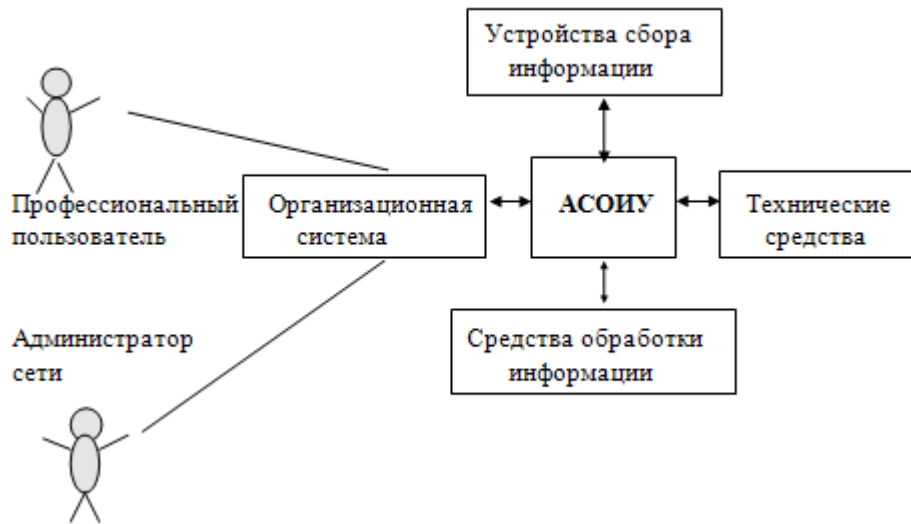 Устройства сбора
информации
Профессиональный
пользователь
Организационная
система
АСОИУ
Технические
средства
Администратор
сети
Средства обработки
информации